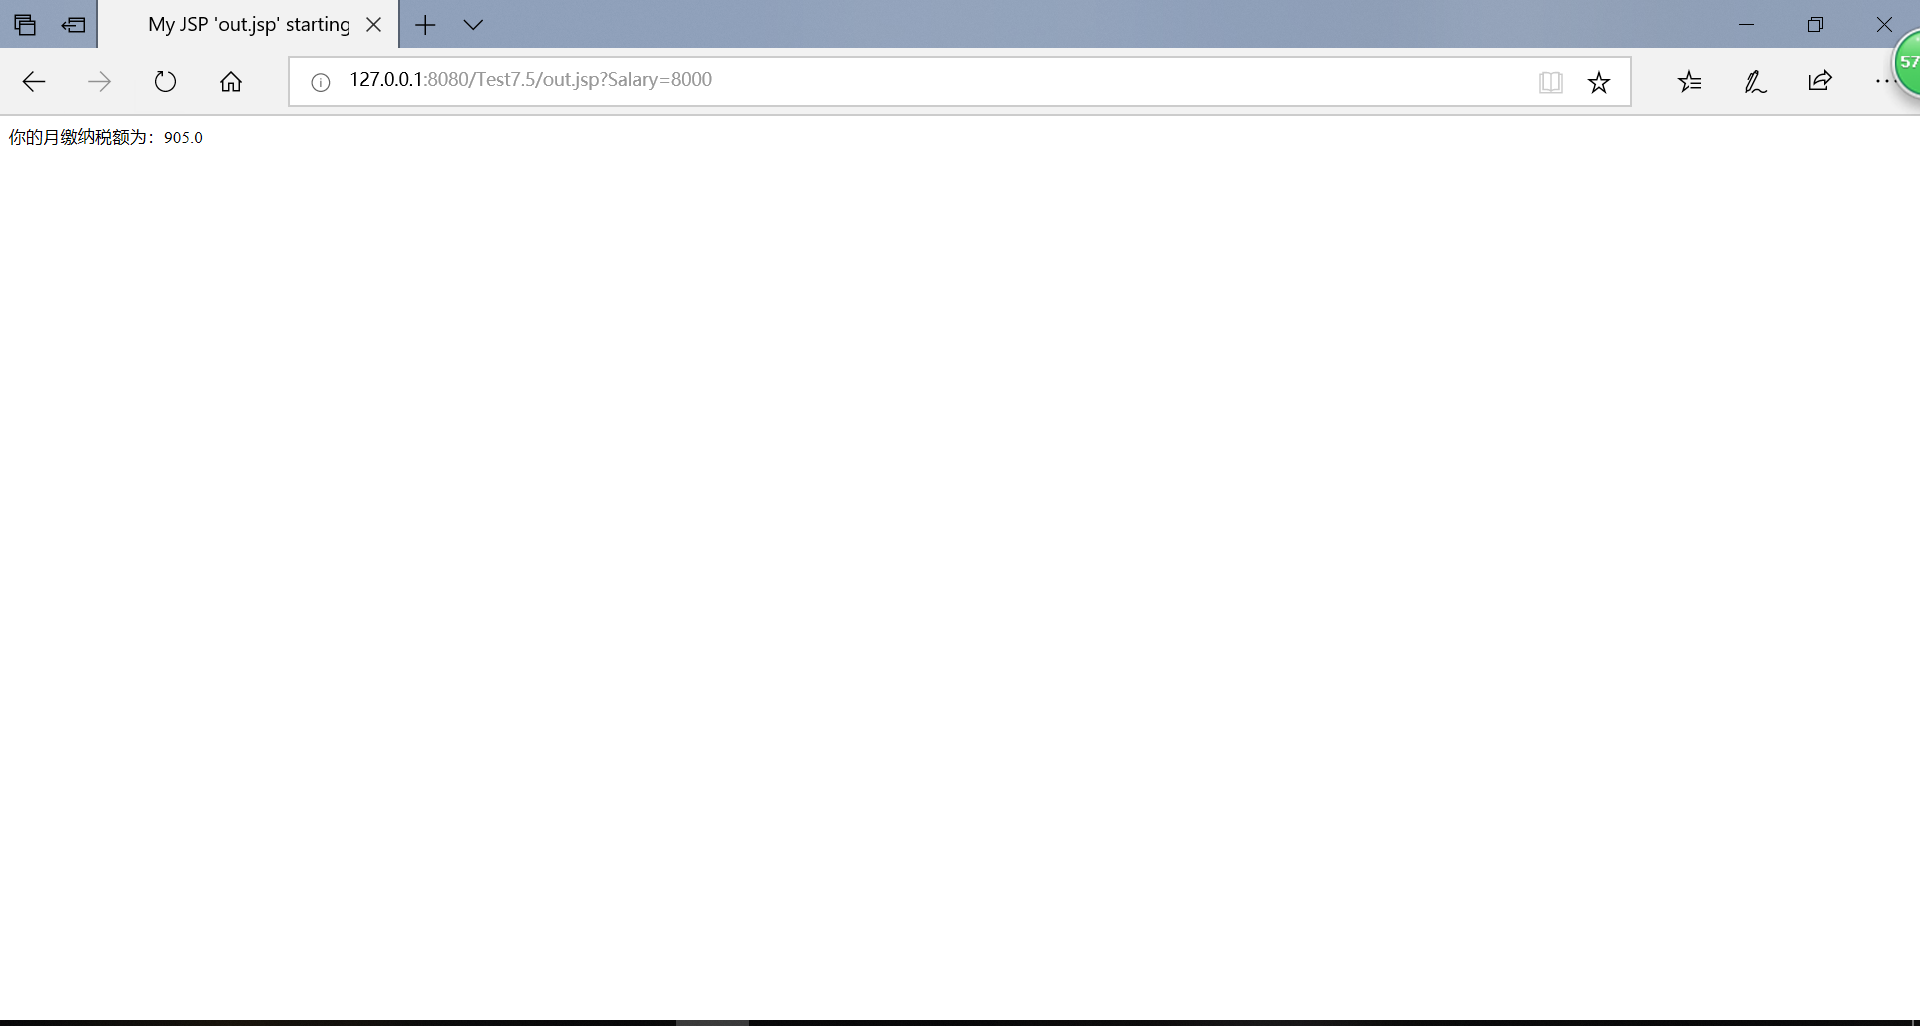 My JSP 'out.jsp' starting
127.0.0.1:8080/Test7.5/out.jsp?Salary=8000
57
你的月缴纳税额为：905.0